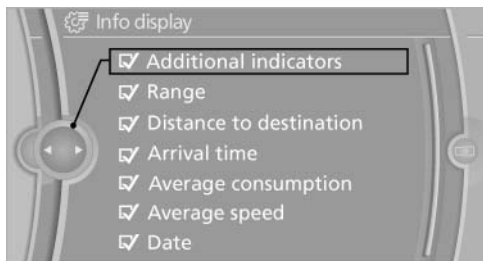 Info display
Additional indicators
Range
Distance to destination
Arrival time
Average consumption
Average speed
Date